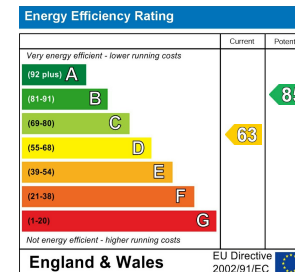 Energy Efficiency Rating
Current
Very energy efficient - lower running costs
(92 plus) A
(81-91) B
(69-80) C
(55-68) D
63
(39-54) E
(21-38) F
(1-20) G
Not energy efficient - higher running costs
England & Wales
EU Directive
2002/91/EC